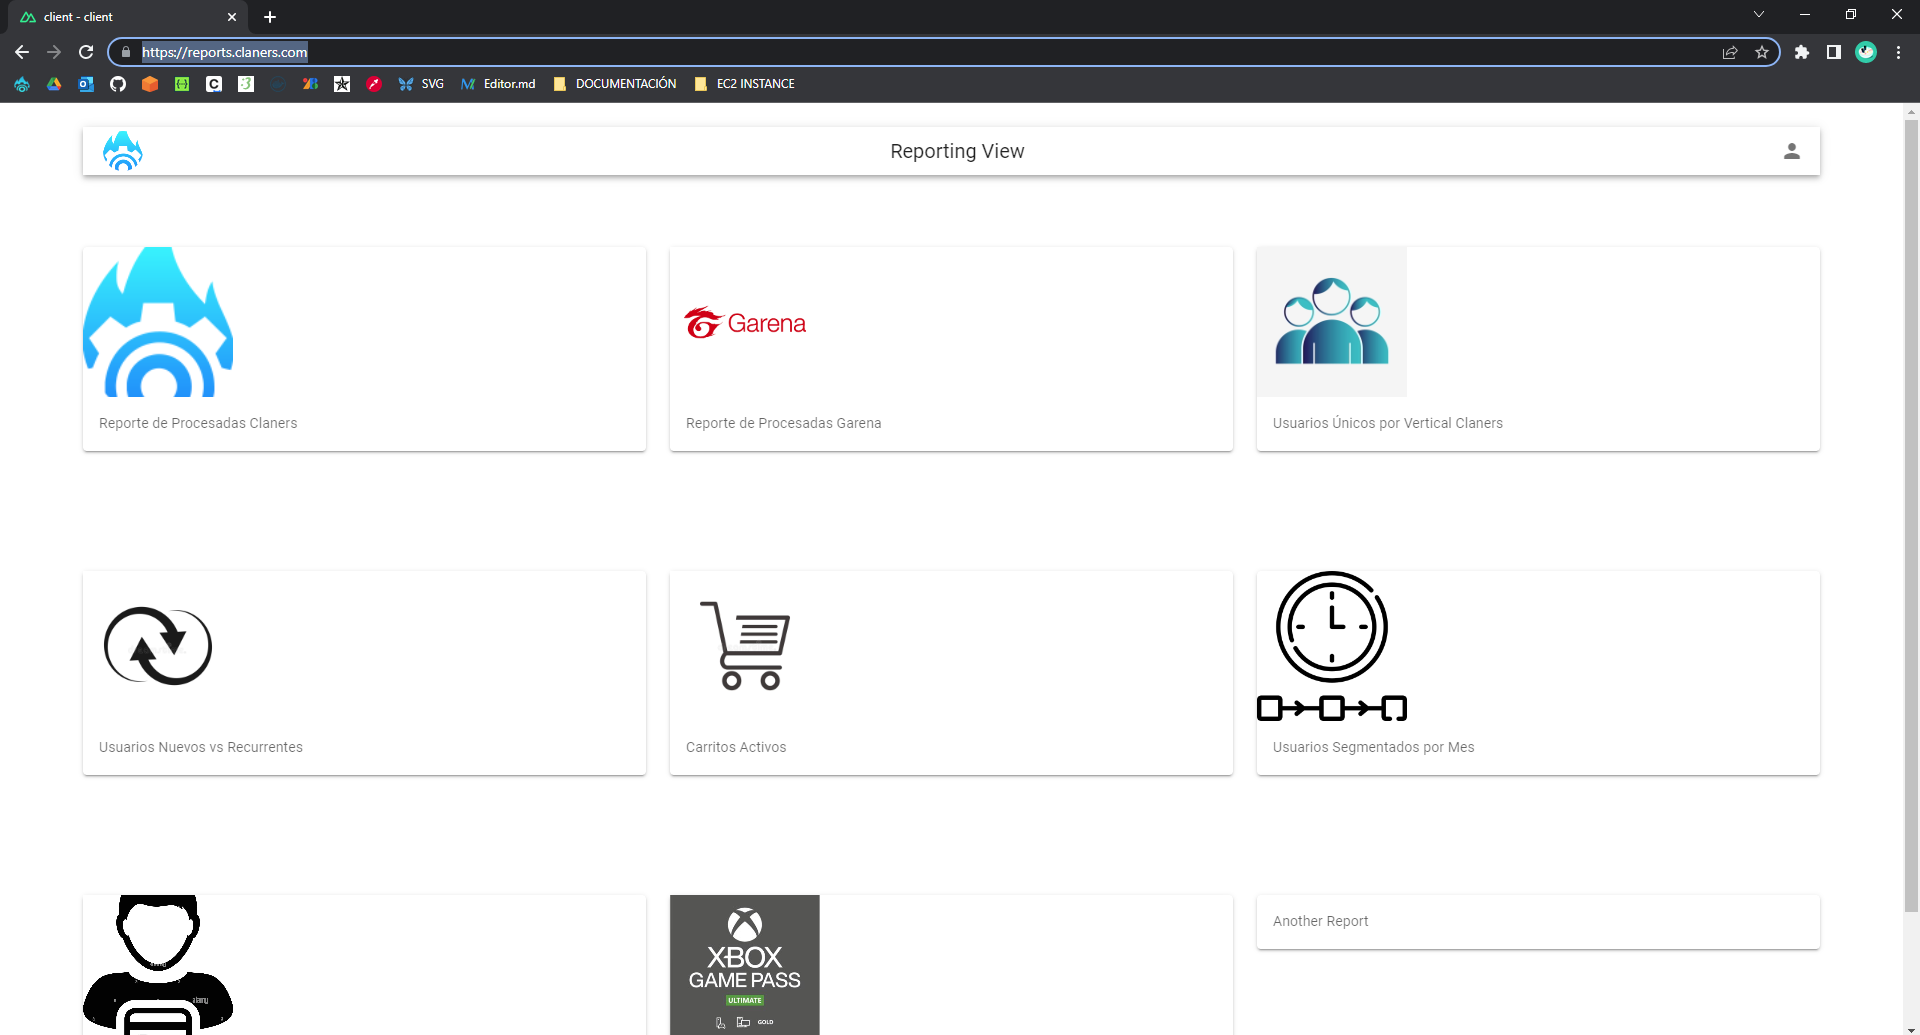 client - client
https://reports.claners.com
SVG
Editor.md
DOCUMENTACIÓN
EC2 INSTANCE
Reporting View
Garena
Reporte de Procesadas Claners
Reporte de Procesadas Garena
Usuarios Únicos por Vertical Claners
Usuarios Nuevos vs Recurrentes
Carritos Activos
Usuarios Segmentados por Mes
XBOX
GAME PASS
ULTIMATE
GOLD
Another Report